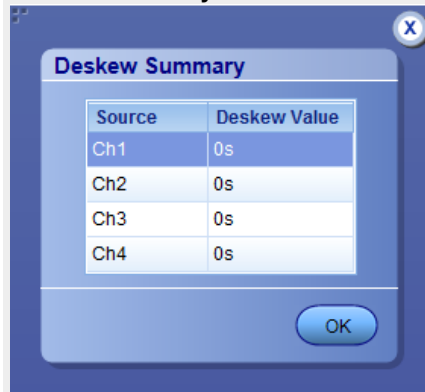 X
Deskew Summary
Source Deskew Value
Ch1 0s
Ch2 0s
Ch3 0s
Ch4 0s
OK